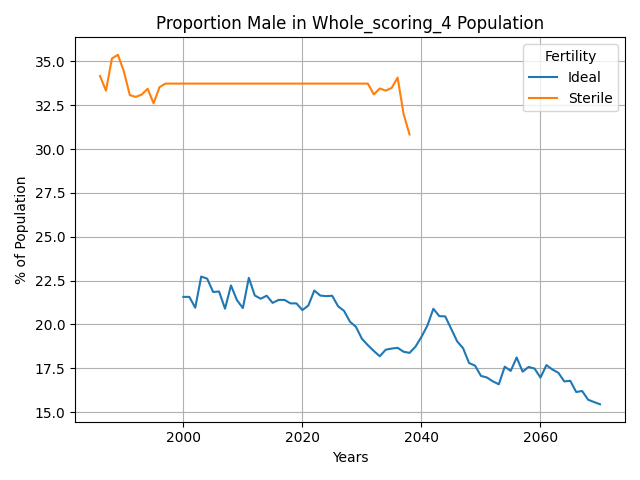 Proportion Male in Whole_scoring_4 Population
Fertility
Ideal
Sterile
% of Population
35.0
32.5
30.0
27.5
25.0
22.5
20.0
17.5
15.0
2000
2020
2040
2060
Years